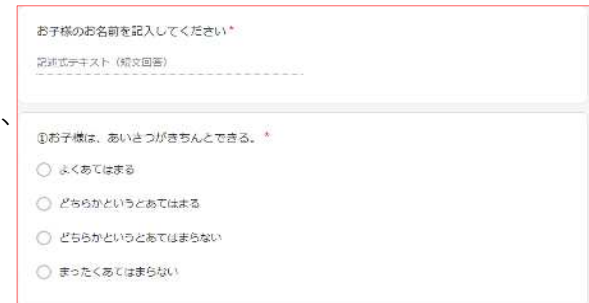 お子様のお名前を記入してください*
記述式テキスト（短文回答）
、
①お子様は、あいさつがきちんとできる。*
よくあてはまる
どちらかというとあてはまる
どちらかというとあてはまらない
まったくあてはまらない